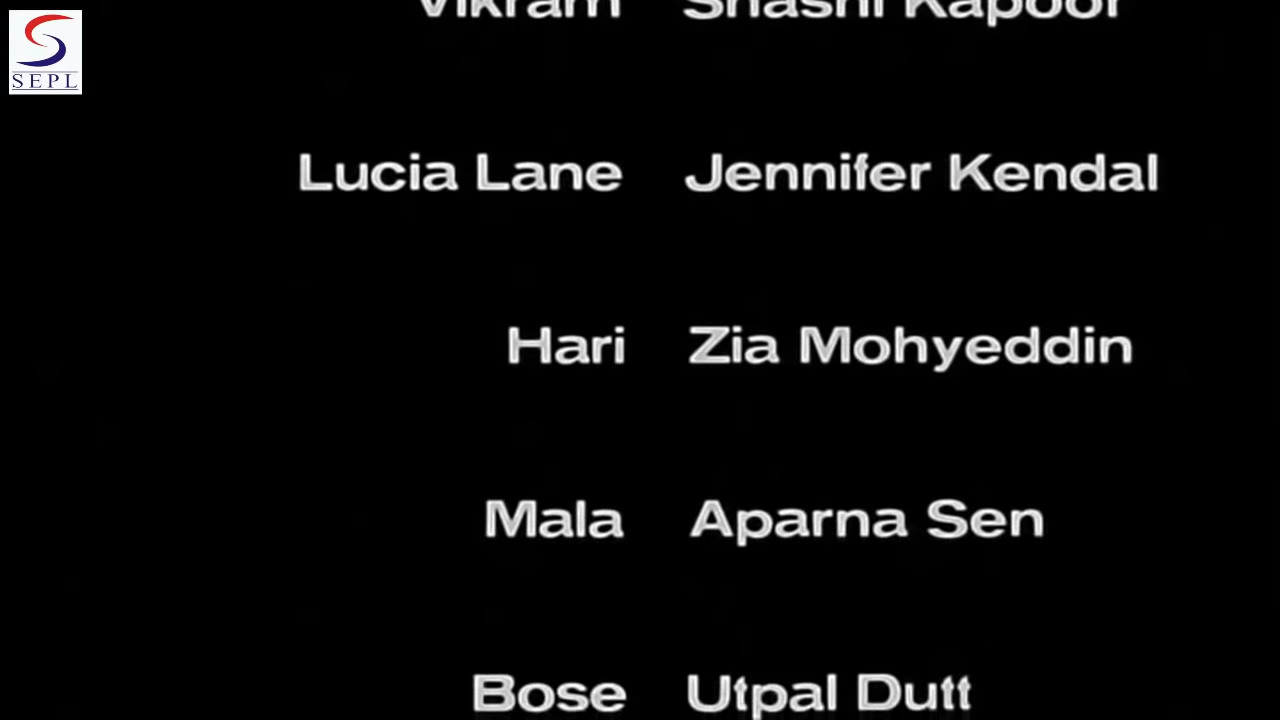 Vikram Shashi Kapoor
SEPL
Lucia Lane Jennifer Kendal
Hari Zia Mohyeddin
Mala Aparna Sen
Bose Utpal Dutt